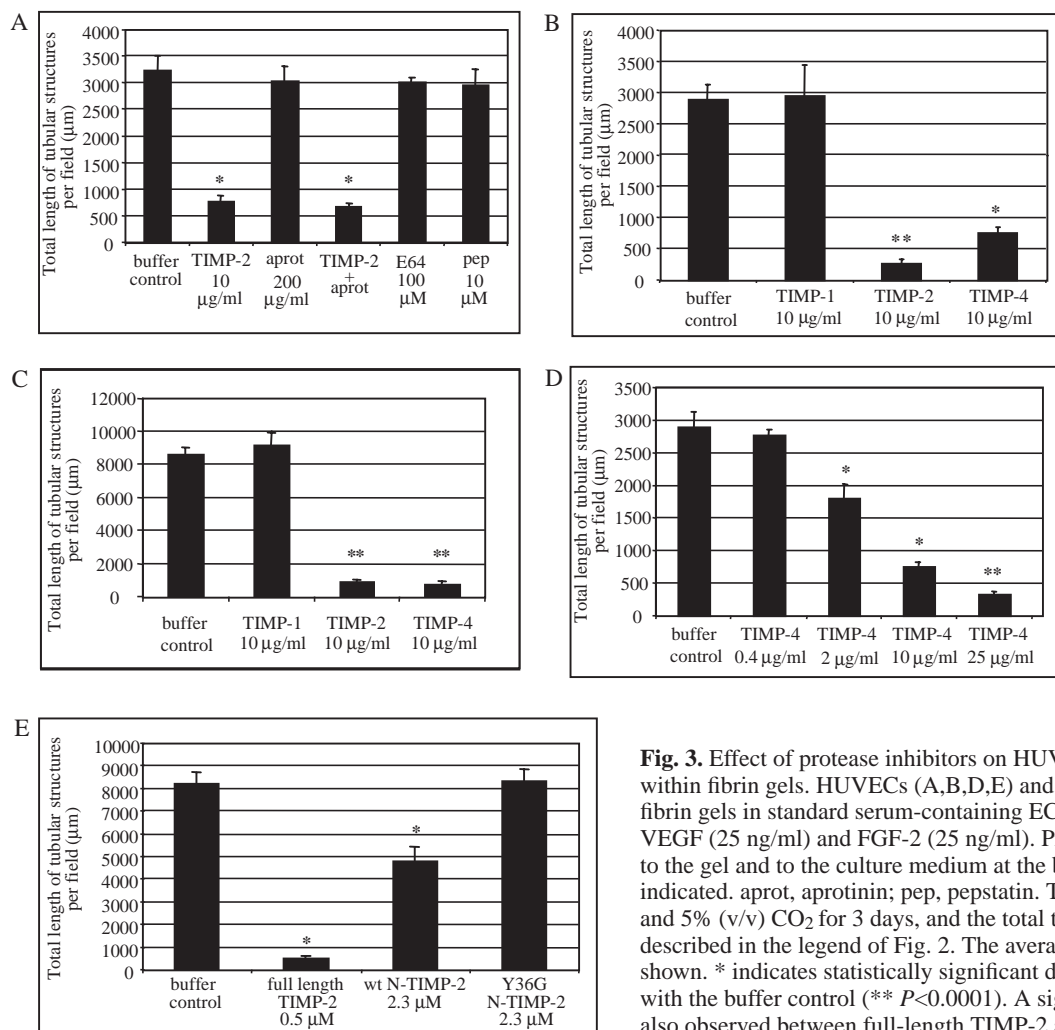 A
Total length of tubular structures
per field (µm)
4000
3500
3000
2500
2000
1500
1000
500
0
*
*
buffer
control
TIMP-2
10
µg/ml
aprot
200
µg/ml
TIMP-2
+
aprot
E64
100
µM
pep
10
µM
B
Total length of tubular structures
per field (µm)
4000
3500
3000
2500
2000
1500
1000
500
0
**
*
buffer
control
TIMP-1
10 µg/ml
TIMP-2
10 µg/ml
TIMP-4
10 µg/ml
C
Total length of tubular structures
per field (µm)
12000
10000
8000
6000
4000
2000
0
**
**
buffer
control
TIMP-1
10 µg/ml
TIMP-2
10 µg/ml
TIMP-4
10 µg/ml
D
Total length of tubular structures
per field (µm)
3500
3000
2500
2000
1500
1000
500
0
*
*
**
buffer
control
TIMP-4
0.4 µg/ml
TIMP-4
2 µg/ml
TIMP-4
10 µg/ml
TIMP-4
25 µg/ml
E
Total length of tubular structures
per field (µm)
10000
9000
8000
7000
6000
5000
4000
3000
2000
1000
0
*
*
buffer
control
full length
TIMP-2
0.5 µM
wt N-TIMP-2
2.3 µM
Y36G
N-TIMP-2
2.3 µM
Fig. 3. Effect of protease inhibitors on HUV
within fibrin gels. HUVECs (A,B,D,E) and
fibrin gels in standard serum-containing EC
VEGF (25 ng/ml) and FGF-2 (25 ng/ml). P
to the gel and to the culture medium at the b
indicated. aprot, aprotinin; pep, pepstatin. T
and 5% (v/v) CO2 for 3 days, and the total t
described in the legend of Fig. 2. The avera
shown. * indicates statistically significant d
with the buffer control (** P<0.0001). A sig
also observed between full-length TIMP-2